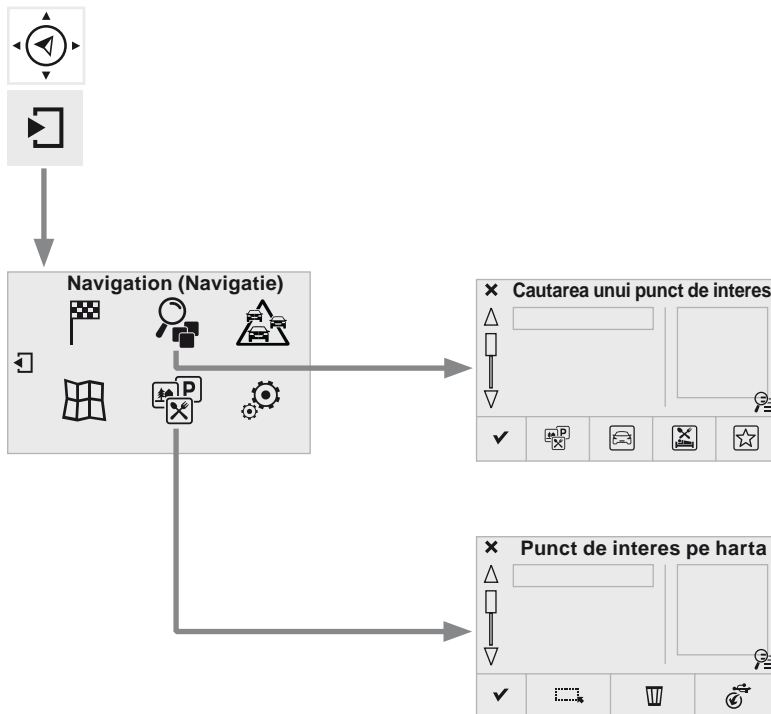 Navigation (Navigatie)
Cautarea unui punct de interes
P
P
Punct de interes pe harta